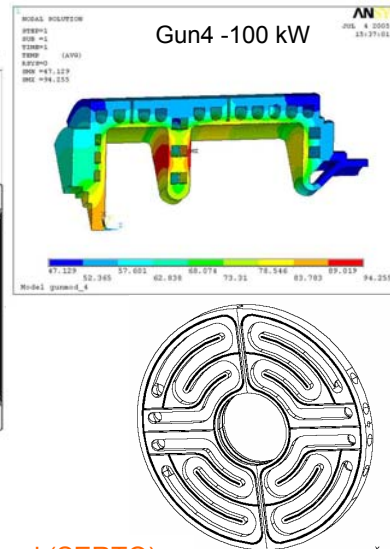 NODAL SOLUTION
STEP=1
SUB =1
TIME=1
TEMP (AVG)
RSYS=0
SMN =47.129
SMX =94.255
Gun4 -100 kW
AN
JUL 4 2003
15:27:01
47.129 57.601 68.074 78.546 89.019
52.365 62.838 73.31 83.783 94.255
Model gunmod_4